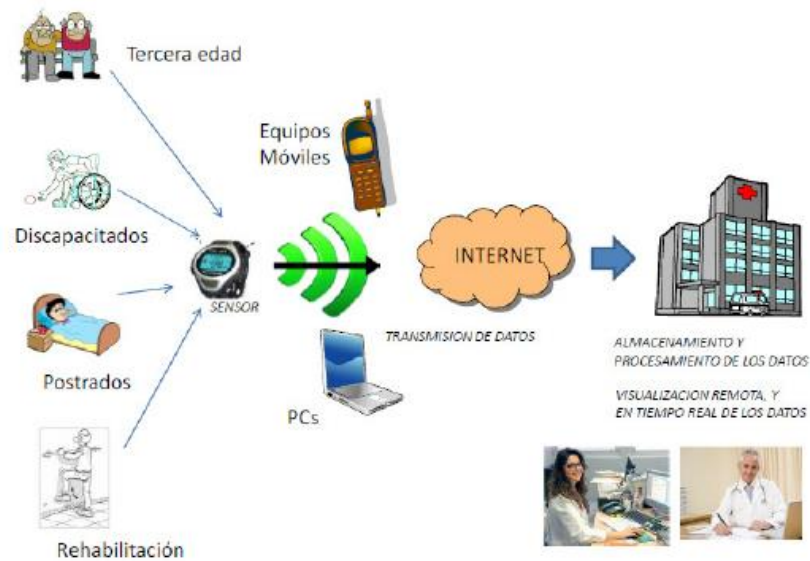 Tercera edad
Equipos
Móviles
Discapacitados
SENSOR
INTERNET
TRANSMISION DE DATOS
ALMACENAMIENTO Y
PROCESAMIENTO DE LOS DATOS
VISUALIZACION REMOTA, Y
EN TIEMPO REAL DE LOS DATOS
Postrados
PCs
Rehabilitación